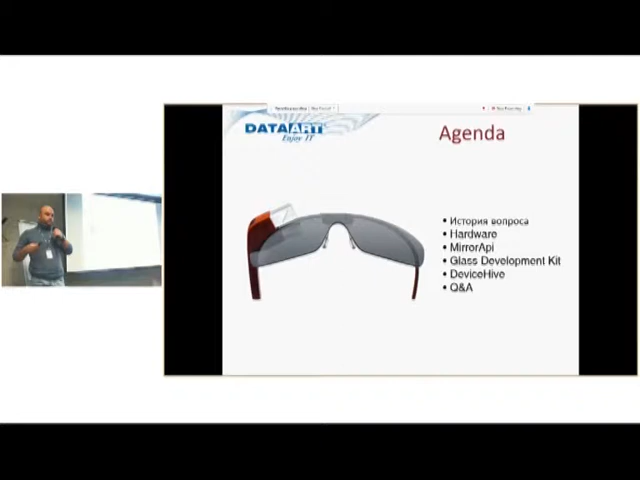 DATAART
Enjoy IT
Agenda
• История вопроса
• Hardware
• MirrorApi
• Glass Development Kit
• DeviceHive
• Q&A